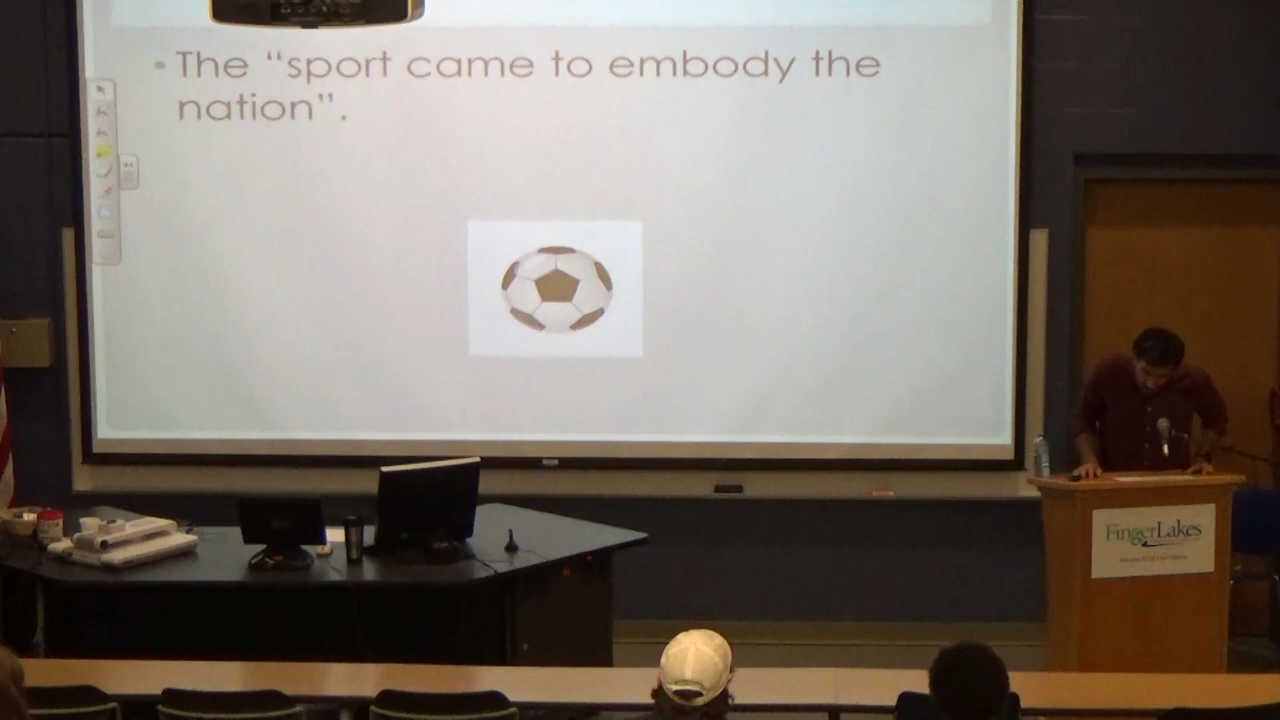 • The “sport came to embody the
nation”.
FingerLakes